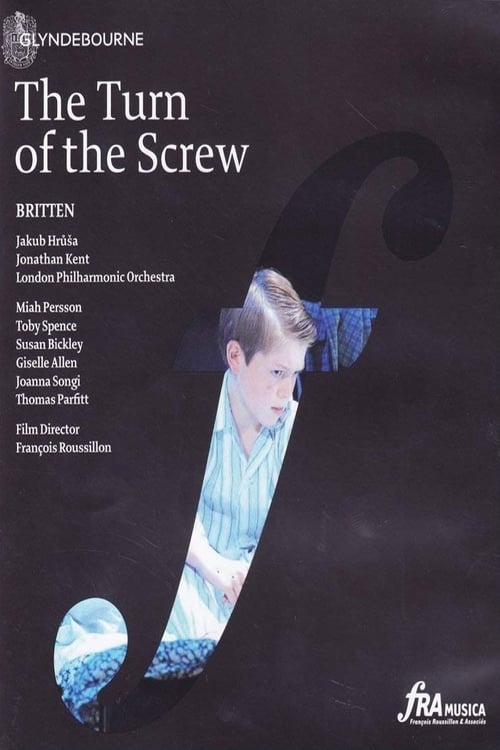 GLYNDEBOURNE
The Turn
of the Screw
BRITTEN
Jakub Hrůša
Jonathan Kent
London Philharmonic Orchestra
Miah Persson
Toby Spence
Susan Bickley
Giselle Allen
Joanna Songi
Thomas Parfitt
Film Director
François Roussillon
fRA MUSICA
François Roussillon & Associés